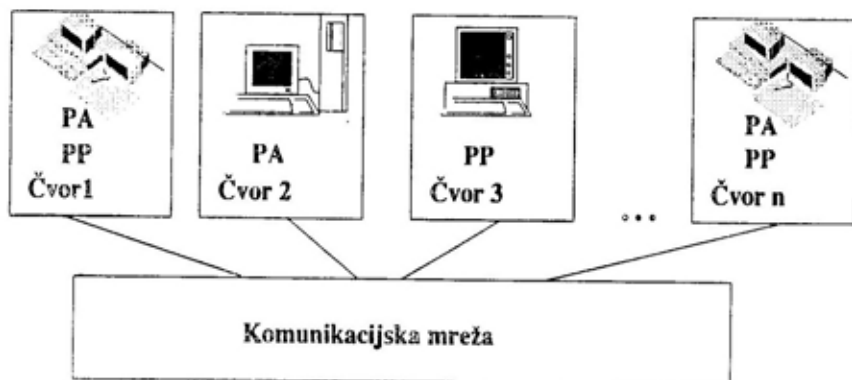 PA
PP
Čvor1
PA
Čvor 2
PP
Čvor 3
...
PA
PP
Čvor n
Komunikacijska mreža